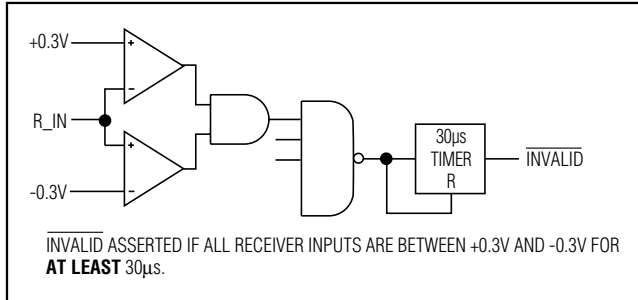 +0.3V
+
-
R_IN
+
-
-0.3V
30µs
TIMER
R
INVALID
INVALID ASSERTED IF ALL RECEIVER INPUTS ARE BETWEEN +0.3V AND -0.3V FOR
AT LEAST 30µs.